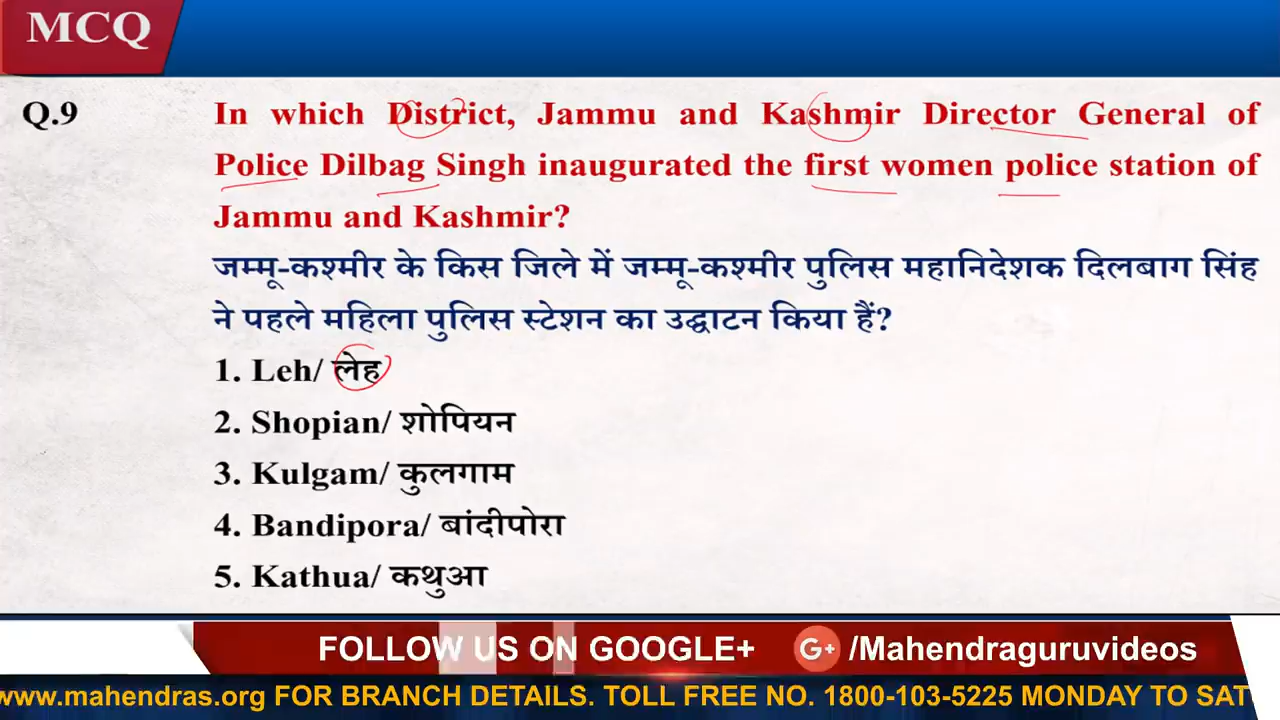 MCQ
Q.9 In which District, Jammu and Kashmir Director General of
Police Dilbag Singh inaugurated the first women police station of
Jammu and Kashmir?
जम्मू-कश्मीर के किस जिले में जम्मू-कश्मीर पुलिस महानिदेशक दिलबाग सिंह
ने पहले महिला पुलिस स्टेशन का उद्घाटन किया हैं?
1. Leh/ लेह
2. Shopian/ शोपियन
3. Kulgam/ कुलगाम
4. Bandipora/ बांदीपोरा
5. Kathua/ कथुआ
FOLLOW US ON GOOGLE+ G+ /Mahendraguruvideos
www.mahendras.org FOR BRANCH DETAILS. TOLL FREE NO. 1800-103-5225 MONDAY TO SAT